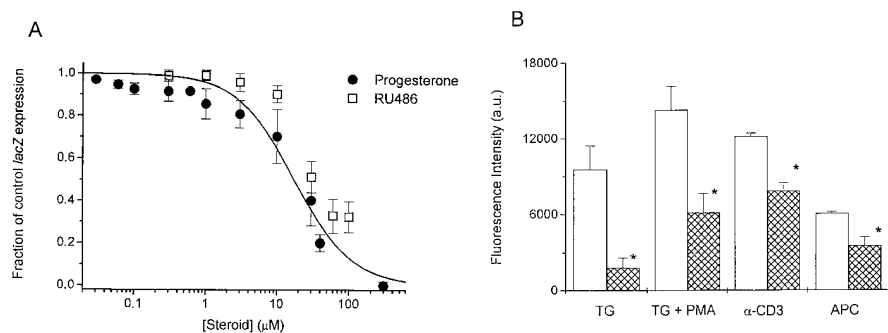 A
Fraction of control lacZ expression
1.0
0.8
0.6
0.4
0.2
0.0
Progesterone
RU486
0.1
1
10
100
[Steroid] (μM)
B
Fluorescence Intensity (a.u.)
18000
12000
6000
0
*
*
*
*
TG
TG + PMA
α-CD3
APC